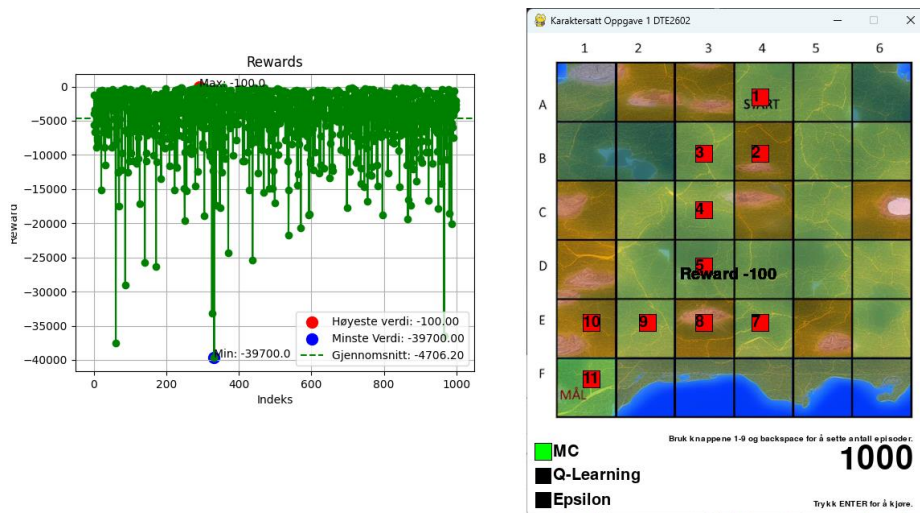 Rewards
Max: -100.0
0
-5000
-10000
-15000
-20000
-25000
-30000
-35000
-40000
Reward
Høyeste verdi: -100.00
Minste Verdi: -39700.00
Gjennomsnitt: -4706.20
Min: -39700.0
0 200 400 600 800 1000
Indeks
Karaktersatt Oppgave 1 DTE2602
1 2 3 4 5 6
A
1
START
B
3 2
C
4
D
5
Reward -100
E
10 9 8 7
F
11
MÅL
Bruk knappene 1-9 og backspace for å sette antall episoder.
1000
MC
Q-Learning
Epsilon
Trykk ENTER for å kjøre.